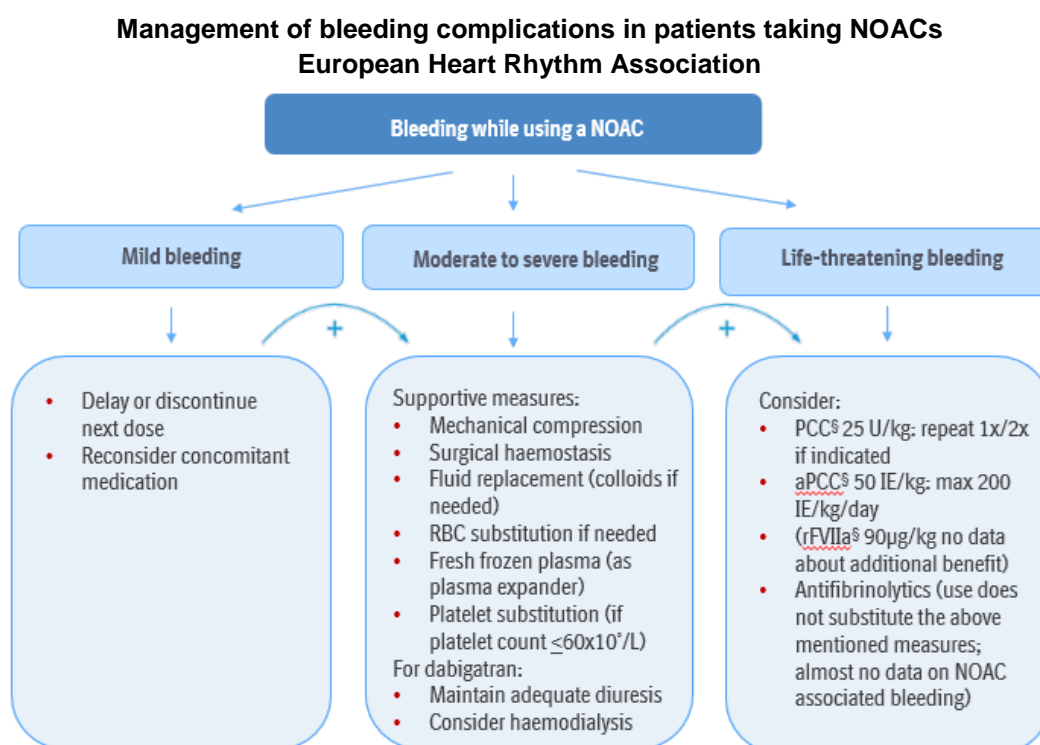 Management of bleeding complications in patients taking NOACs
European Heart Rhythm Association
Bleeding while using a NOAC
Mild bleeding
Moderate to severe bleeding
Life-threatening bleeding
+
+
• Delay or discontinue
next dose
• Reconsider concomitant
medication
Supportive measures:
• Mechanical compression
• Surgical haemostasis
• Fluid replacement (colloids if
needed)
• RBC substitution if needed
• Fresh frozen plasma (as
plasma expander)
• Platelet substitution (if
platelet count ≤60x10˚/L)
For dabigatran:
• Maintain adequate diuresis
• Consider haemodialysis
Consider:
• PCC§ 25 U/kg; repeat 1x/2x
if indicated
• aPCC§ 50 IE/kg; max 200
IE/kg/day
• (rFVIIa§ 90µg/kg no data
about additional benefit)
• Antifibrinolytics (use does
not substitute the above
mentioned measures;
almost no data on NOAC
associated bleeding)